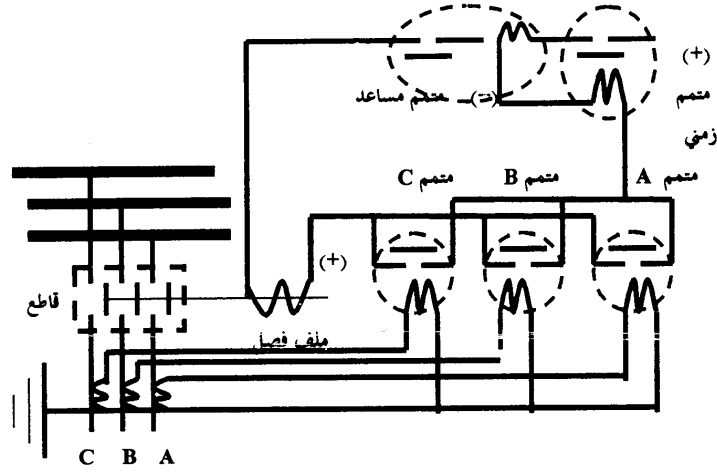 (+)
متمم
زمني
(–) متمم مساعد
متمم A
متمم B
متمم C
(+)
قاطع
ملف فصل
C B A